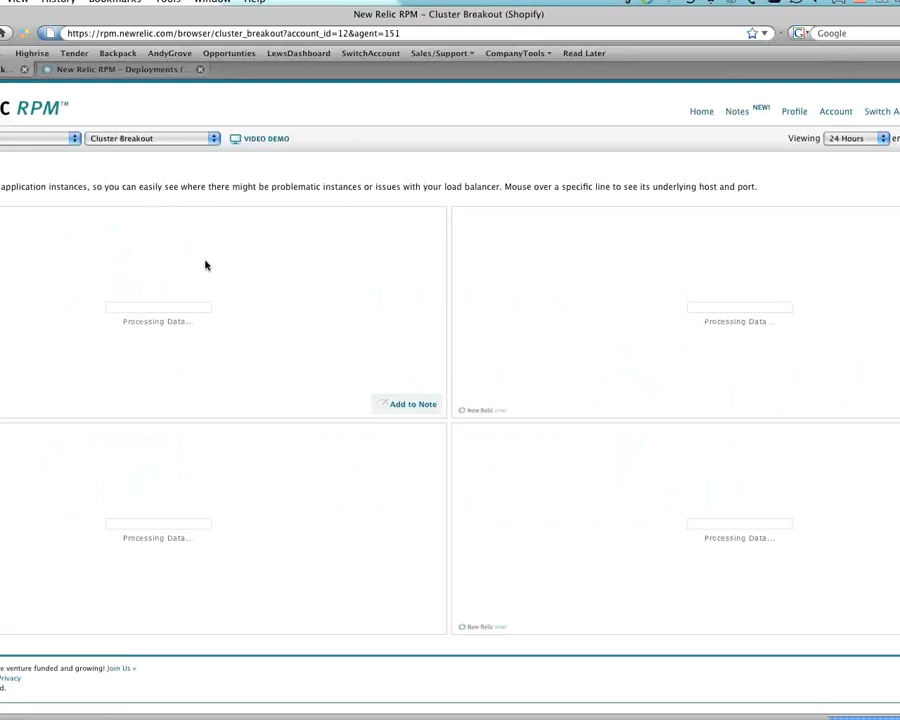 View History Bookmarks Tools Window Help
New Relic RPM – Cluster Breakout (Shopify)
https://rpm.newrelic.com/browser/cluster_breakout?account_id=12&agent=151
Google
Highrise Tender Backpack AndyGrove Opportunities LewsDashboard SwitchAccount Sales/Support CompanyTools Read Later
k... New Relic RPM – Deployments (...
C RPM™
Home Notes NEW! Profile Account Switch A
Cluster Breakout VIDEO DEMO Viewing 24 Hours er
application instances, so you can easily see where there might be problematic instances or issues with your load balancer. Mouse over a specific line to see its underlying host and port.
Processing Data... Processing Data ..
Add to Note New Relic RPM
Processing Data... Processing Data...
New Relic RPM
e venture funded and growing! Join Us »
Privacy
d.